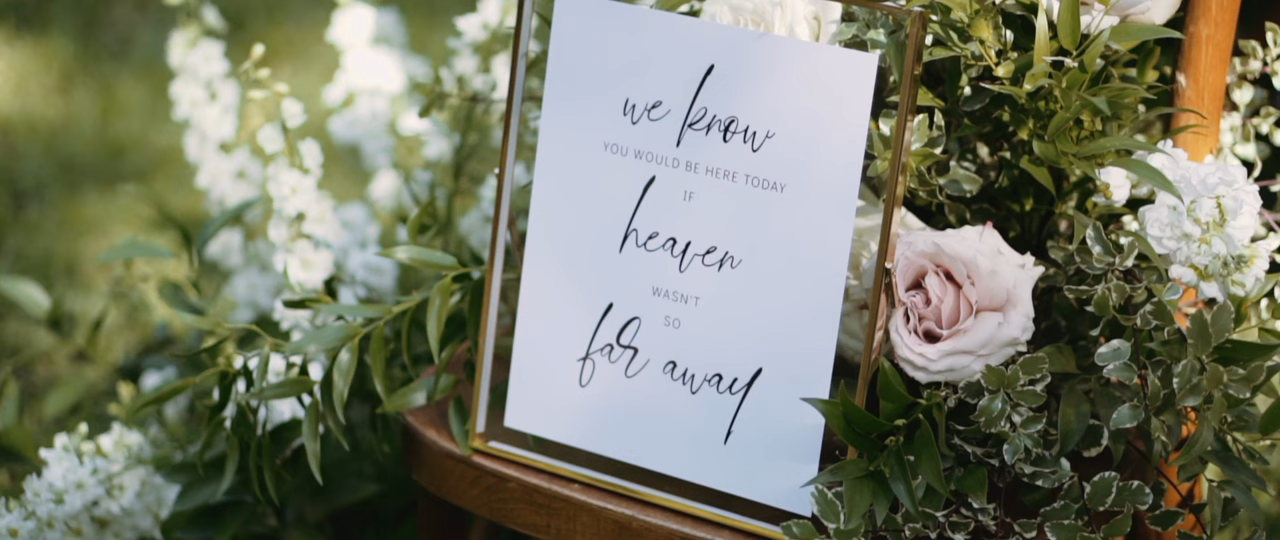 we know
YOU WOULD BE HERE TODAY
IF
heaven
WASN'T
SO
far away